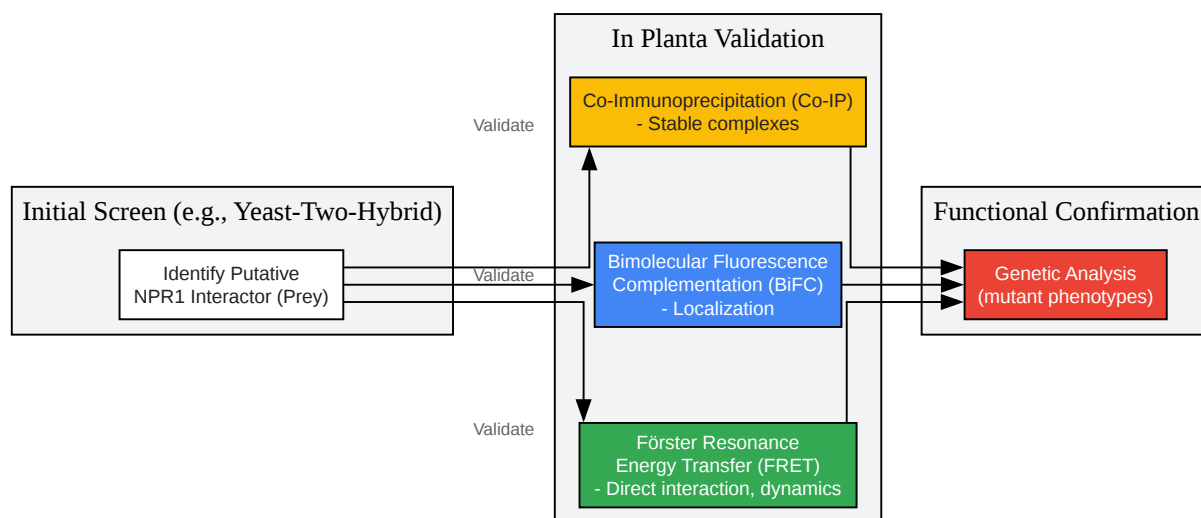 Initial Screen (e.g., Yeast-Two-Hybrid)
Identify Putative
NPR1 Interactor (Prey)
Validate
Validate
Validate
In Planta Validation
Co-Immunoprecipitation (Co-IP)
- Stable complexes
Bimolecular Fluorescence
Complementation (BiFC)
- Localization
Förster Resonance
Energy Transfer (FRET)
- Direct interaction, dynamics
Functional Confirmation
Genetic Analysis
(mutant phenotypes)